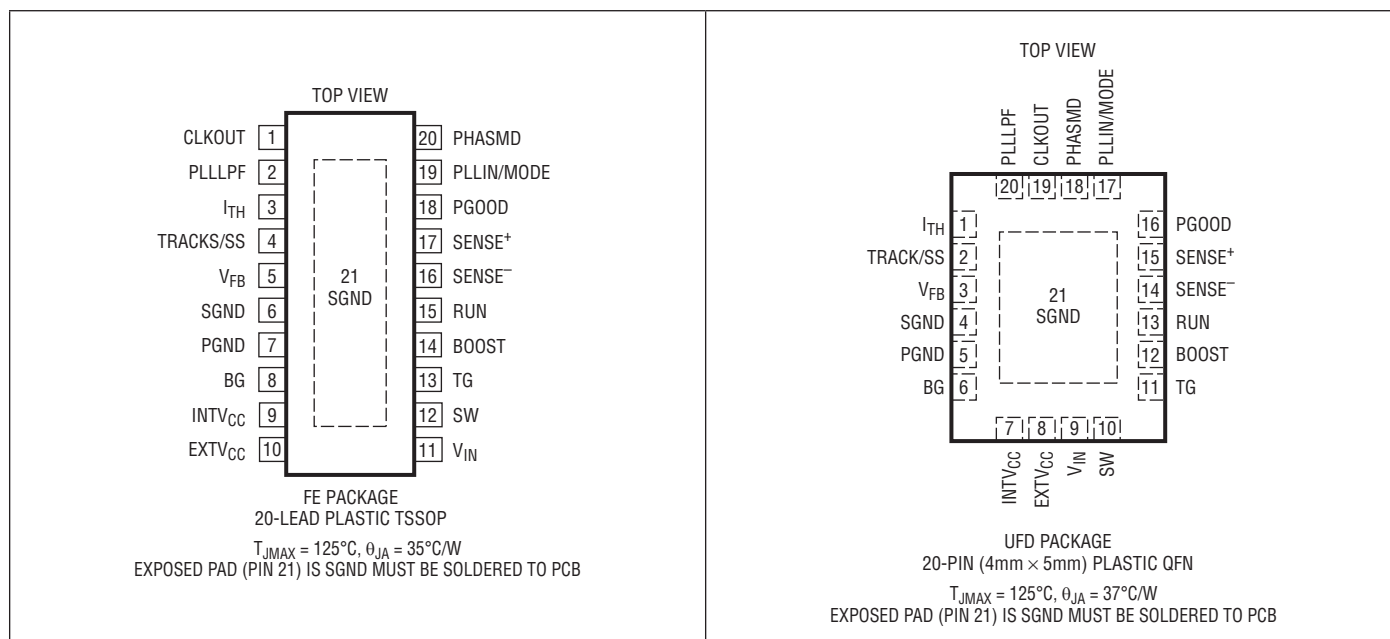 TOP VIEW
CLKOUT 1
PLLLPF 2
ITH 3
TRACKS/SS 4
VFB 5
SGND 6
PGND 7
BG 8
INTVCC 9
EXTVCC 10
20 PHASMD
19 PLLIN/MODE
18 PGOOD
17 SENSE+
16 SENSE–
15 RUN
14 BOOST
13 TG
12 SW
11 VIN
21
SGND
FE PACKAGE
20-LEAD PLASTIC TSSOP
TJMAX = 125°C, θJA = 35°C/W
EXPOSED PAD (PIN 21) IS SGND MUST BE SOLDERED TO PCB
TOP VIEW
PLLLPF
CLKOUT
PHASMD
PLLIN/MODE
20 19 18 17
ITH 1
TRACK/SS 2
VFB 3
SGND 4
PGND 5
BG 6
16 PGOOD
15 SENSE+
14 SENSE–
13 RUN
12 BOOST
11 TG
21
SGND
7 8 9 10
INTVCC
EXTVCC
VIN
SW
UFD PACKAGE
20-PIN (4mm × 5mm) PLASTIC QFN
TJMAX = 125°C, θJA = 37°C/W
EXPOSED PAD (PIN 21) IS SGND MUST BE SOLDERED TO PCB